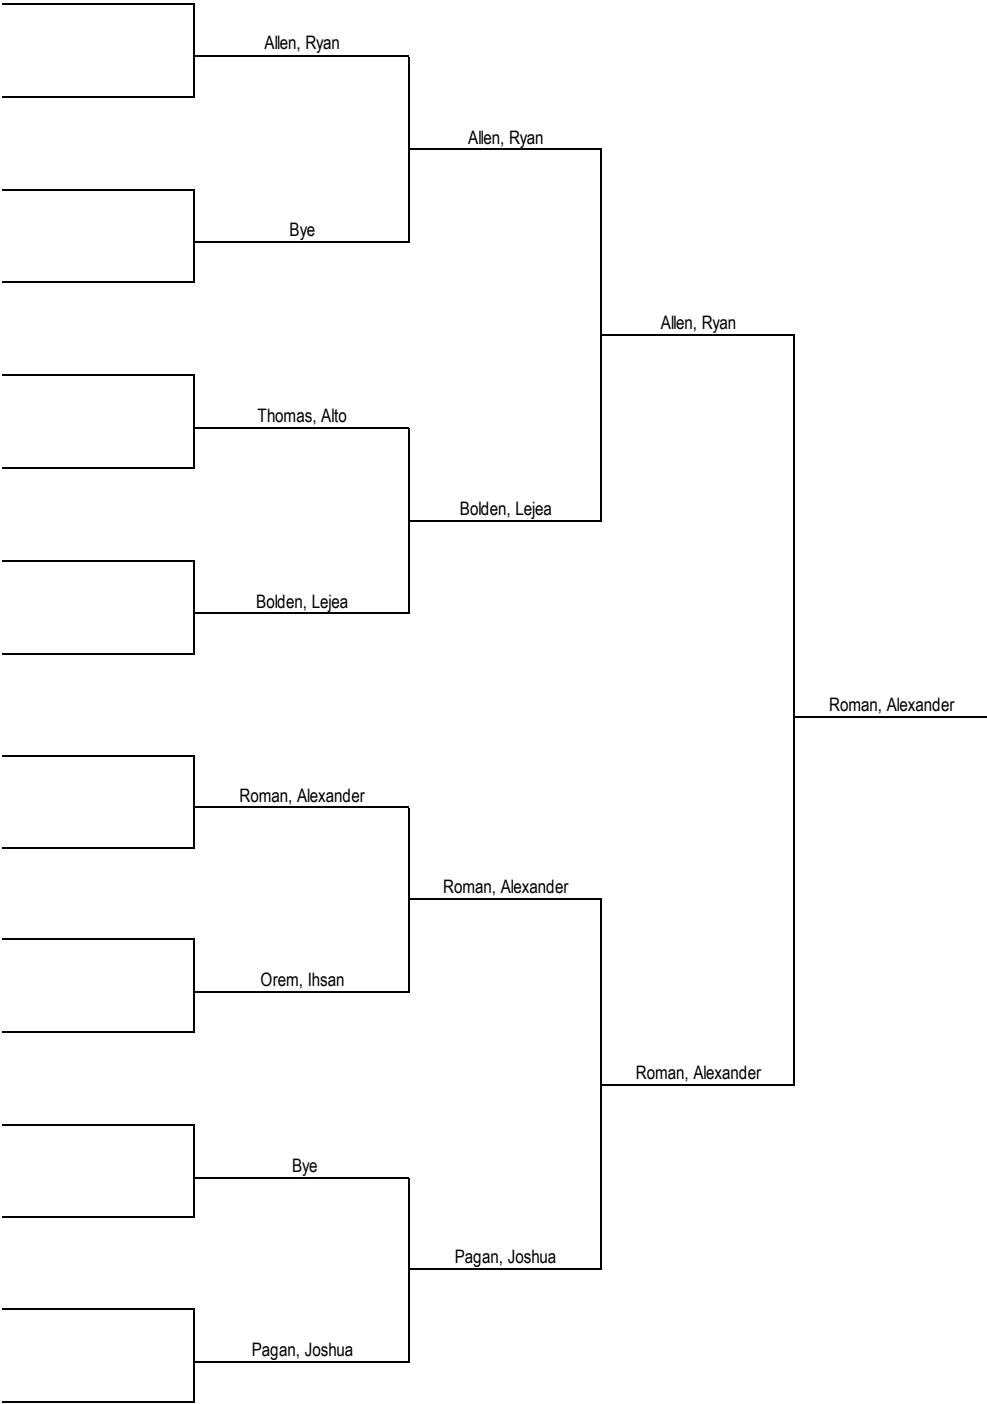 Allen, Ryan
Allen, Ryan
Bye
Allen, Ryan
Thomas, Alto
Bolden, Lejea
Bolden, Lejea
Roman, Alexander
Roman, Alexander
Roman, Alexander
Orem, Ihsan
Roman, Alexander
Bye
Pagan, Joshua
Pagan, Joshua